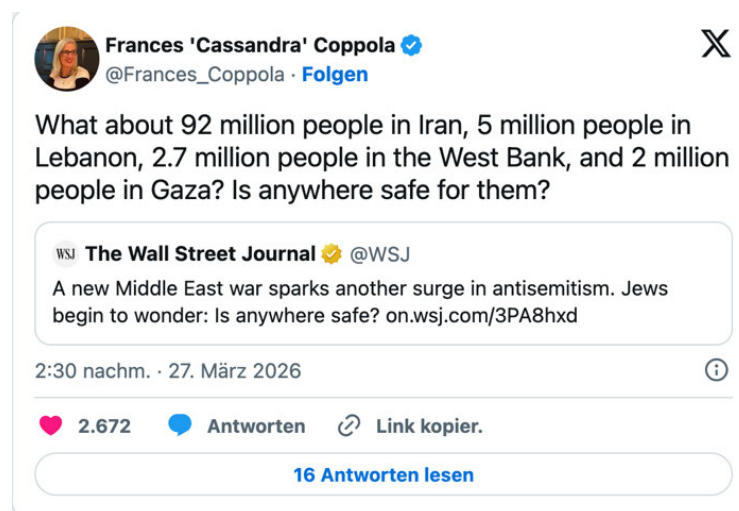 Frances 'Cassandra' Coppola
@Frances_Coppola · Folgen
X
What about 92 million people in Iran, 5 million people in
Lebanon, 2.7 million people in the West Bank, and 2 million
people in Gaza? Is anywhere safe for them?
WSJ The Wall Street Journal @WSJ
A new Middle East war sparks another surge in antisemitism. Jews
begin to wonder: Is anywhere safe? on.wsj.com/3PA8hxd
2:30 nachm. · 27. März 2026
2.672 Antworten Link kopier.
16 Antworten lesen